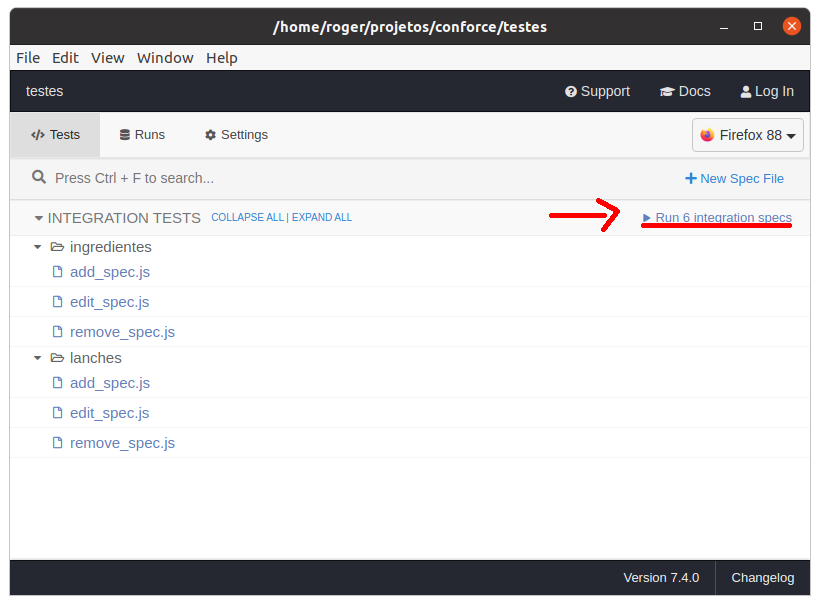 /home/roger/projetos/conforce/testes
File Edit View Window Help
testes Support Docs Log In
Tests Runs Settings Firefox 88
Press Ctrl + F to search... New Spec File
INTEGRATION TESTS COLLAPSE ALL | EXPAND ALL Run 6 integration specs
ingredientes
add_spec.js
edit_spec.js
remove_spec.js
lanches
add_spec.js
edit_spec.js
remove_spec.js
Version 7.4.0 Changelog